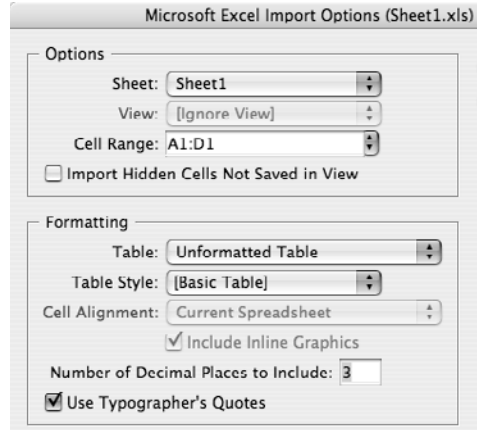 Microsoft Excel Import Options (Sheet1.xls)
Options
Sheet: Sheet1
View: [Ignore View]
Cell Range: A1:D1
Import Hidden Cells Not Saved in View
Formatting
Table: Unformatted Table
Table Style: [Basic Table]
Cell Alignment: Current Spreadsheet
Include Inline Graphics
Number of Decimal Places to Include: 3
Use Typographer's Quotes